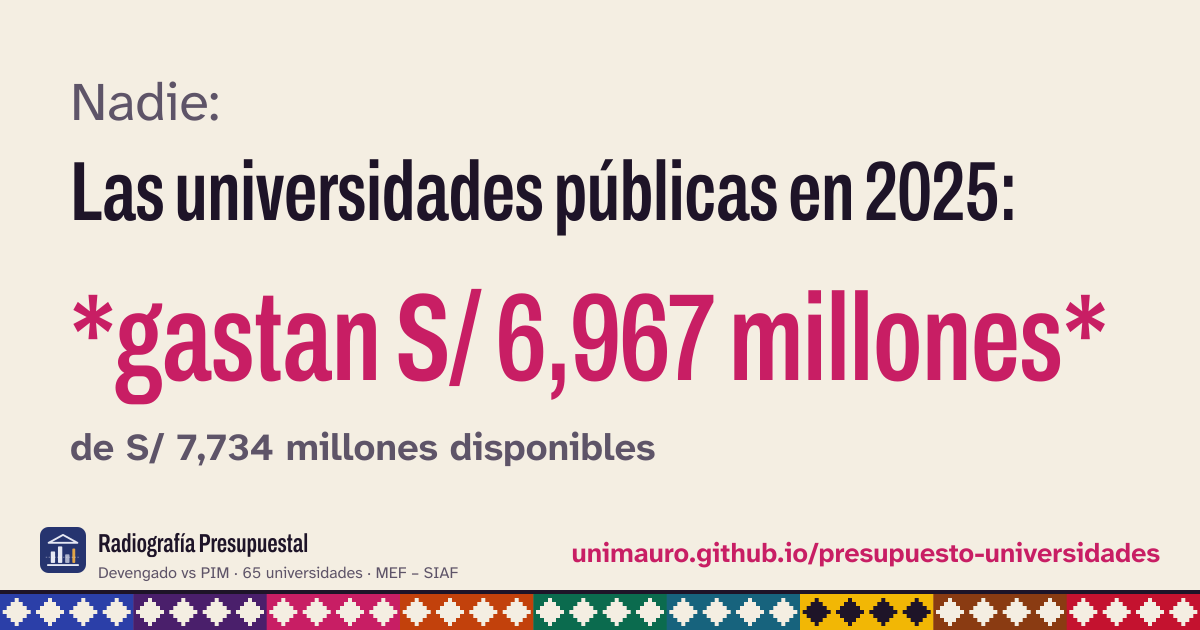 Nadie:
Las universidades públicas en 2025:
*gastan S/ 6,967 millones*
de S/ 7,734 millones disponibles
Radiografía Presupuestal
Devengado vs PIM · 65 universidades · MEF – SIAF
unimauro.github.io/presupuesto-universidades